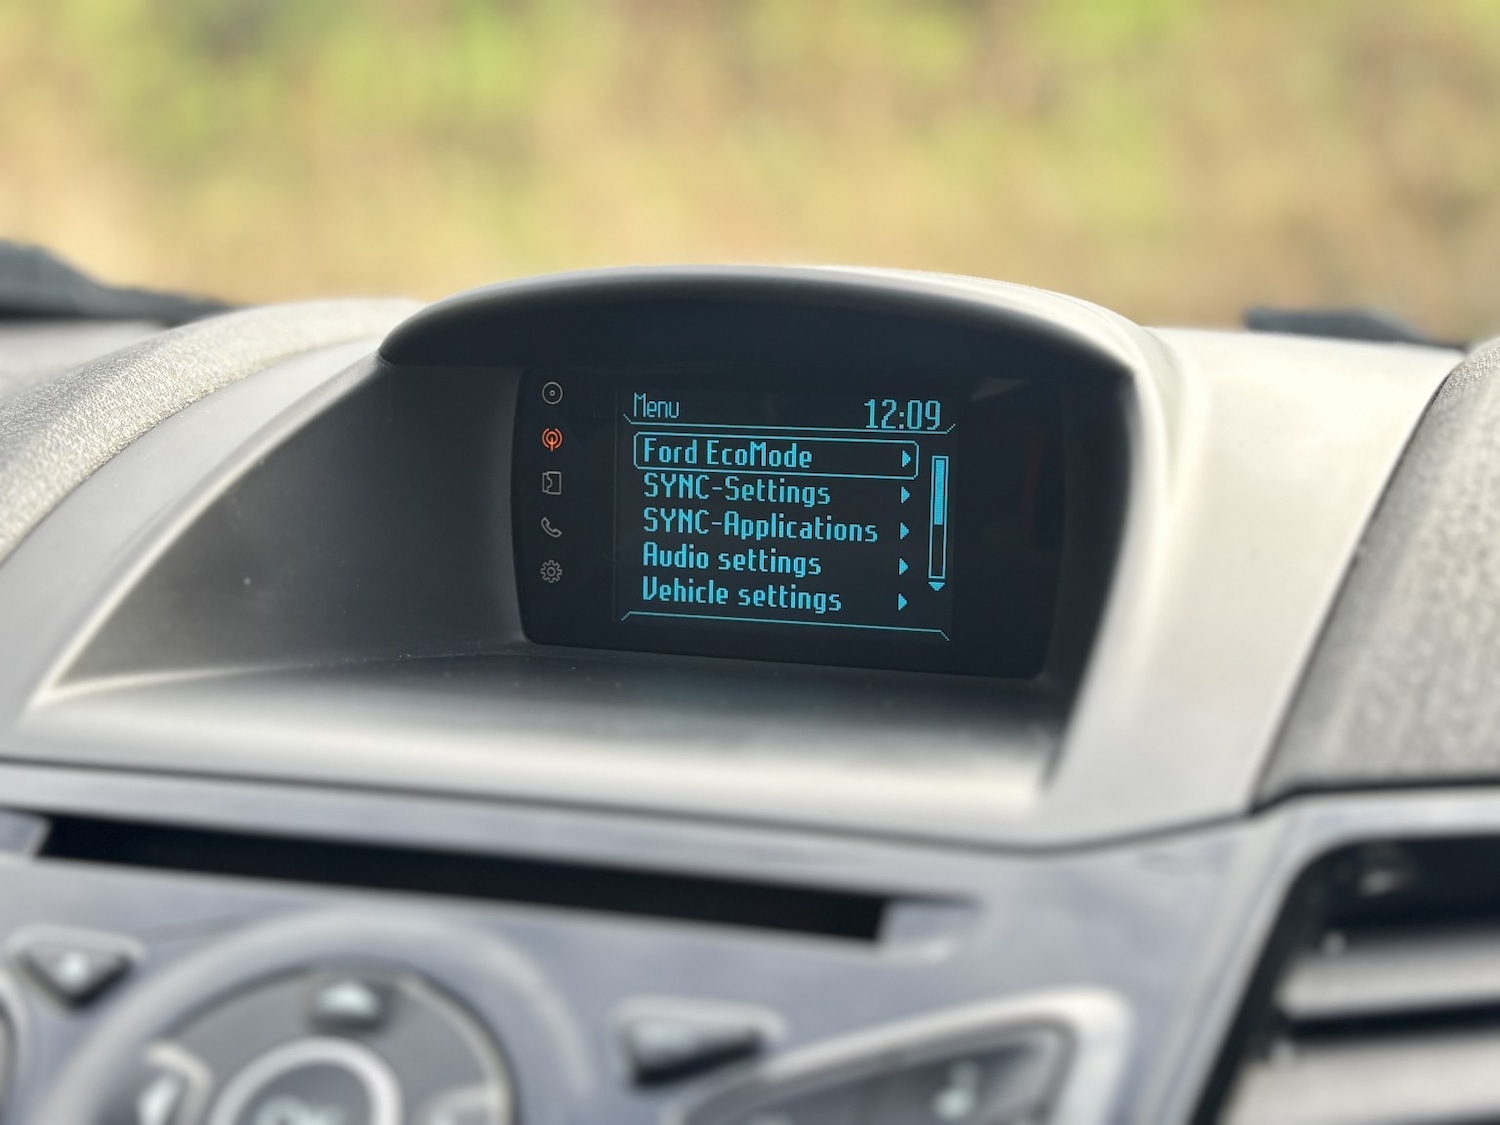 Menu 12:09
Ford EcoMode
SYNC-Settings
SYNC-Applications
Audio settings
Vehicle settings